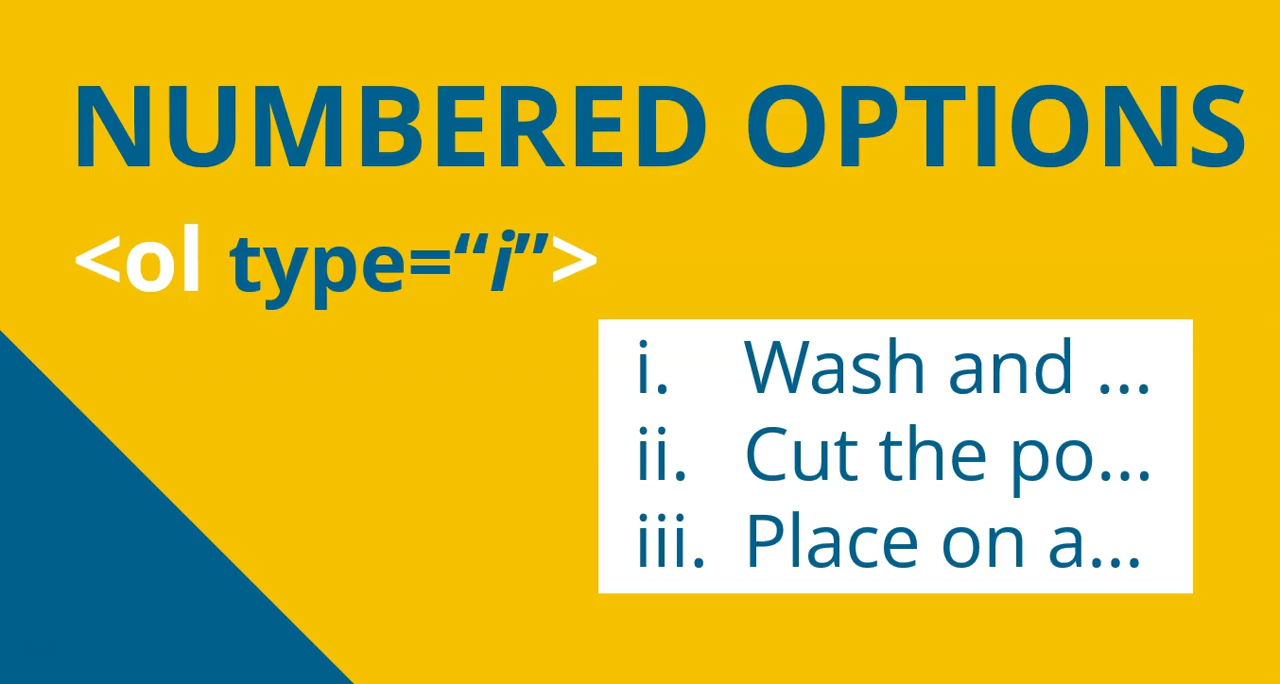 NUMBERED OPTIONS
<ol type=“i”>
i. Wash and ...
ii. Cut the po...
iii. Place on a...